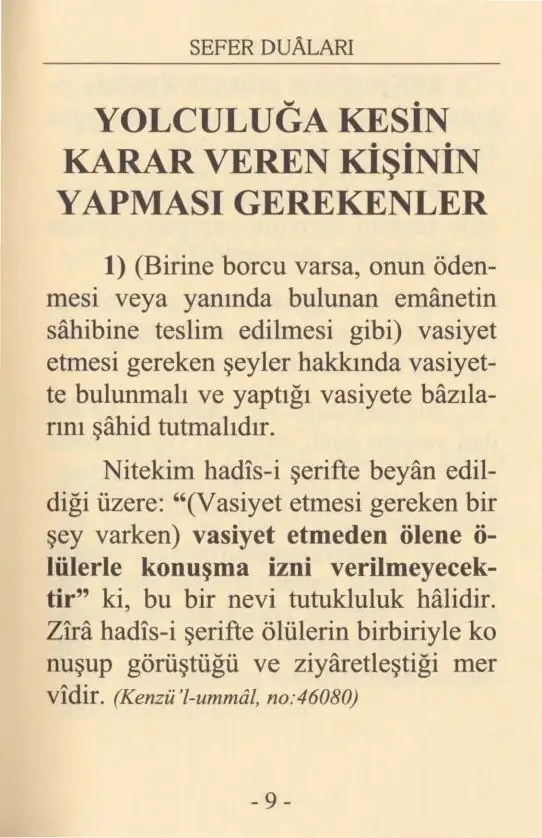 SEFER DUÂLARI
YOLCULUĞA KESİN
KARAR VEREN KİŞİNİN
YAPMASI GEREKENLER
1) (Birine borcu varsa, onun öden-
mesi veya yanında bulunan emânetin
sâhibine teslim edilmesi gibi) vasiyet
etmesi gereken şeyler hakkında vasiyet-
te bulunmalı ve yaptığı vasiyete bâzıla-
rını şâhid tutmalıdır.
Nitekim hadîs-i şerifte beyân edil-
diği üzere: “(Vasiyet etmesi gereken bir
şey varken) vasiyet etmeden ölene ö-
lülerle konuşma izni verilmeyecek-
tir” ki, bu bir nevi tutukluluk hâlidir.
Zîrâ hadîs-i şerifte ölülerin birbiriyle ko
nuşup görüştüğü ve ziyâretleştiği mer
vîdir. (Kenzü'l-ummâl, no:46080)
- 9 -